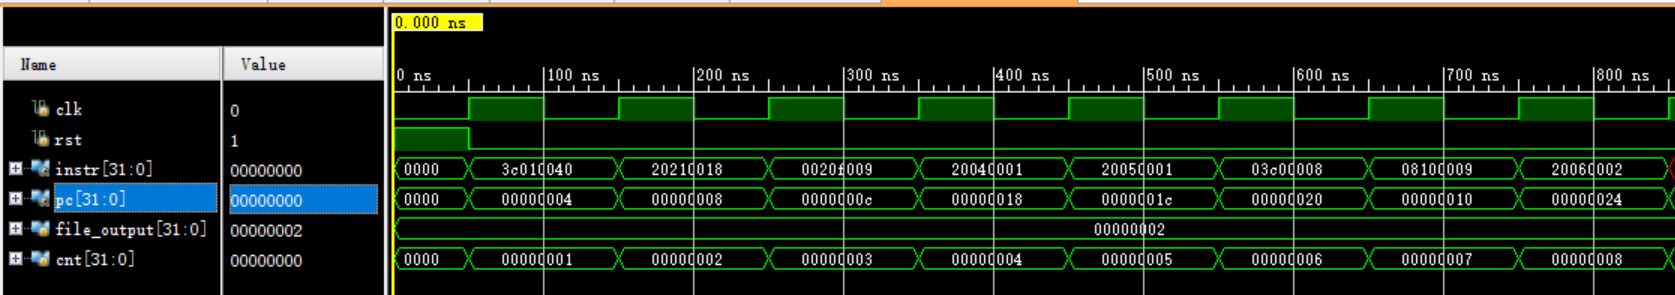 0.000 ns
Name Value
0 ns 100 ns 200 ns 300 ns 400 ns 500 ns 600 ns 700 ns 800 ns
clk 0
rst 1
instr[31:0] 00000000 0000 3c010040 20210018 0020f009 20040001 20050001 03c00008 08100009 20060002
pc[31:0] 00000000 0000 00000004 00000008 0000000c 00000018 0000001c 00000020 00000010 00000024
file_output[31:0] 00000002 00000002
cnt[31:0] 00000000 0000 00000001 00000002 00000003 00000004 00000005 00000006 00000007 00000008